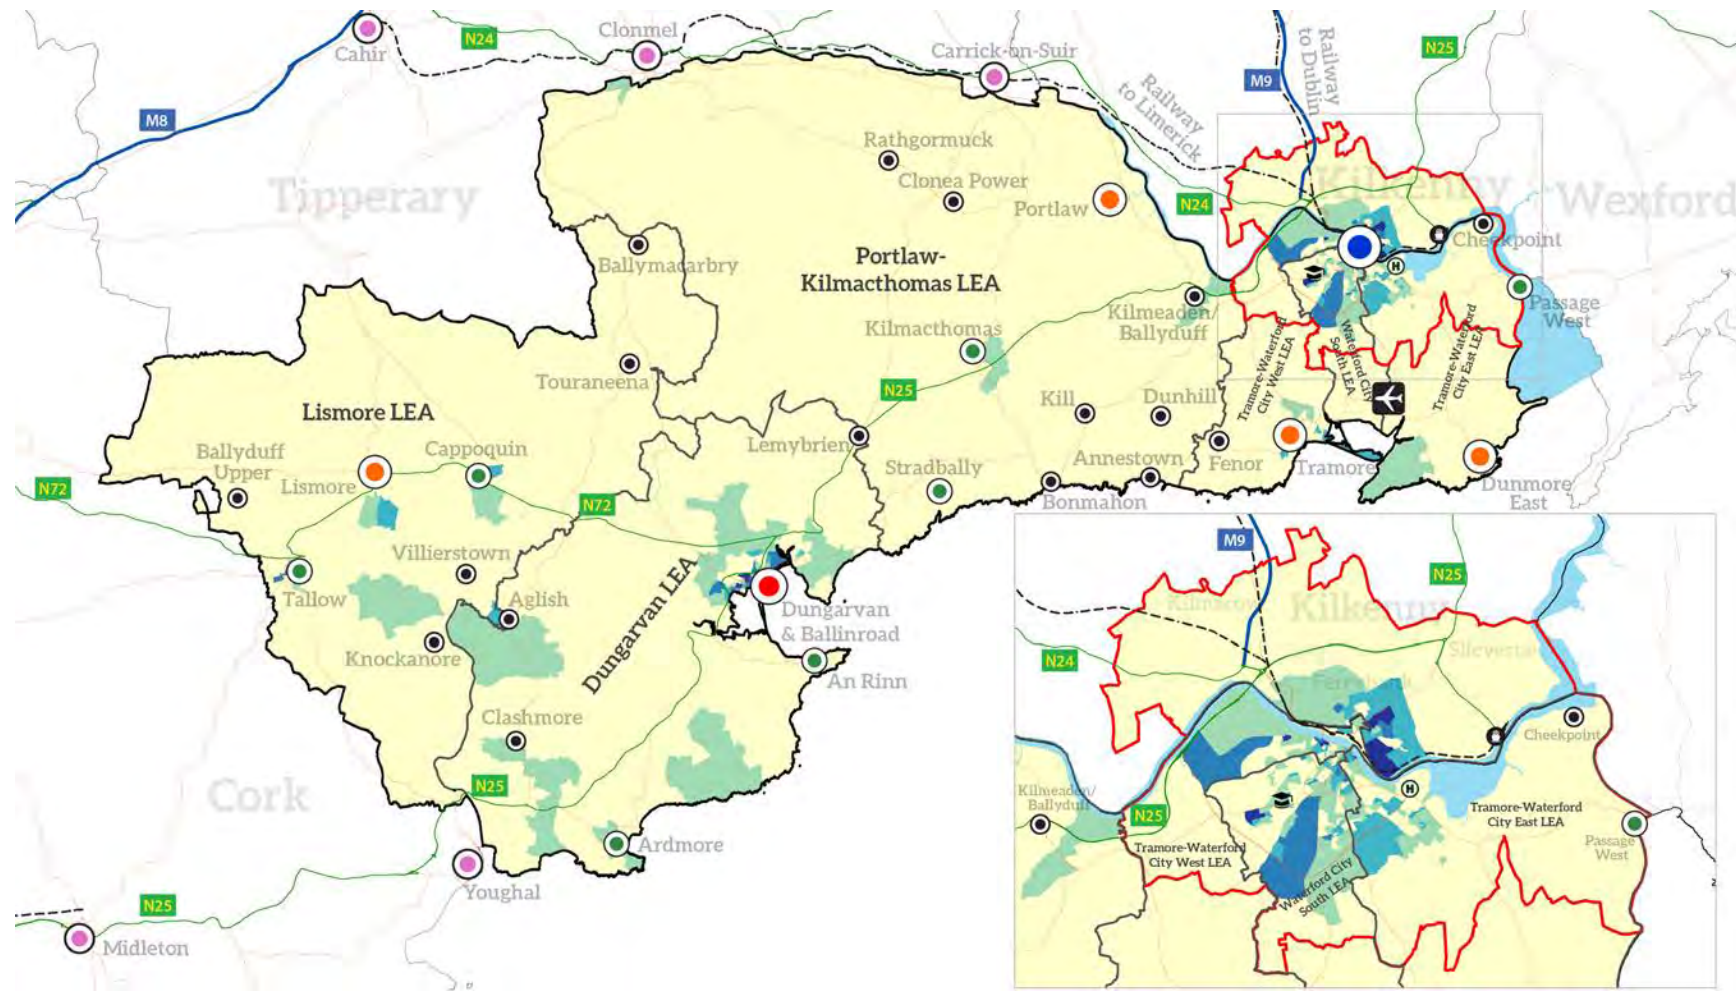 Cahir
N24
Clonmel
Carrick-on-Suir
Railway
to Limerick
M9
Railway
to Dublin
N25
M8
Tipperary
Rathgormuck
Clonea Power
Portlaw
N24
Kilkenny
Wexford
Cheekpoint
H
Ballymacarbry
Portlaw-
Kilmacthomas LEA
Kilmeaden/
Ballyduff
Passage
West
Kilmacthomas
Touraneena
N25
Tramore-Waterford
City West LEA
Waterford City
South LEA
Tramore-Waterford
City East LEA
Lismore LEA
Kill
Dunhill
Ballyduff
Upper
Cappoquin
Lemybrien
Stradbally
Annestown
Fenor
Tramore
Lismore
N72
N72
Bonmahon
Dunmore
East
Villierstown
Tallow
Aglish
Dungarvan LEA
Dungarvan
& Ballinroad
Knockanore
An Rinn
Clashmore
Cork
N25
Ardmore
Youghal
N25
Midleton
M9
N25
Kilmacow
Kilkenny
N24
Slieverue
Ferrybank
Cheekpoint
H
Kilmeaden/
Ballyduff
N25
Tramore-Waterford
City East LEA
Tramore-Waterford
City West LEA
Passage
West
Waterford City
South LEA